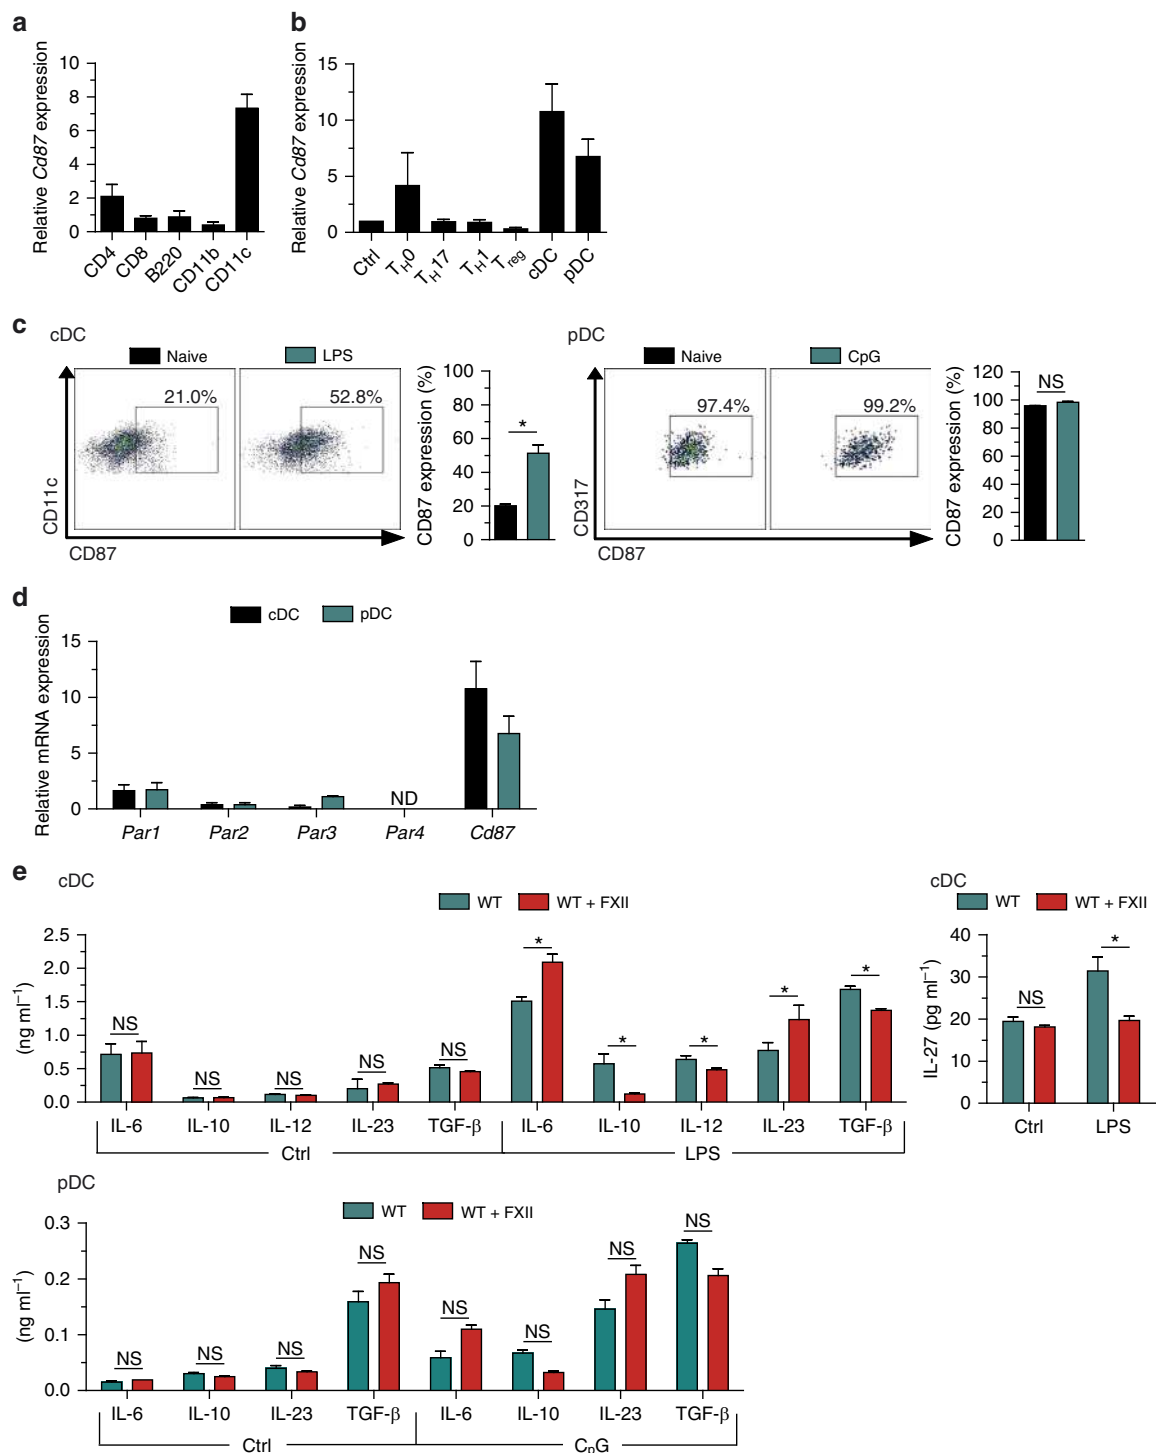 a
Relative Cd87 expression
10
8
6
4
2
0
CD4
CD8
B220
CD11b
CD11c
b
Relative Cd87 expression
15
10
5
0
Ctrl
TH0
TH17
TH1
Treg
cDC
pDC
c
cDC
Naive
LPS
21.0%
52.8%
CD11c
CD87
CD87 expression (%)
100
80
60
40
20
0
*
pDC
Naive
CpG
97.4%
99.2%
CD317
CD87
CD87 expression (%)
120
100
80
60
40
20
0
NS
d
cDC
pDC
Relative mRNA expression
15
10
5
0
ND
Par1
Par2
Par3
Par4
Cd87
e
cDC
WT
WT + FXII
(ng ml−1)
2.5
2.0
1.5
1.0
0.5
0.0
NS
NS
NS
NS
NS
*
*
*
*
*
IL-6
IL-10
IL-12
IL-23
TGF-β
IL-6
IL-10
IL-12
IL-23
TGF-β
Ctrl
LPS
cDC
WT
WT + FXII
IL-27 (pg ml−1)
40
30
20
10
0
NS
*
Ctrl
LPS
pDC
WT
WT + FXII
(ng ml−1)
0.3
0.2
0.1
0.0
NS
NS
NS
NS
NS
NS
NS
NS
IL-6
IL-10
IL-23
TGF-β
IL-6
IL-10
IL-23
TGF-β
Ctrl
CpG